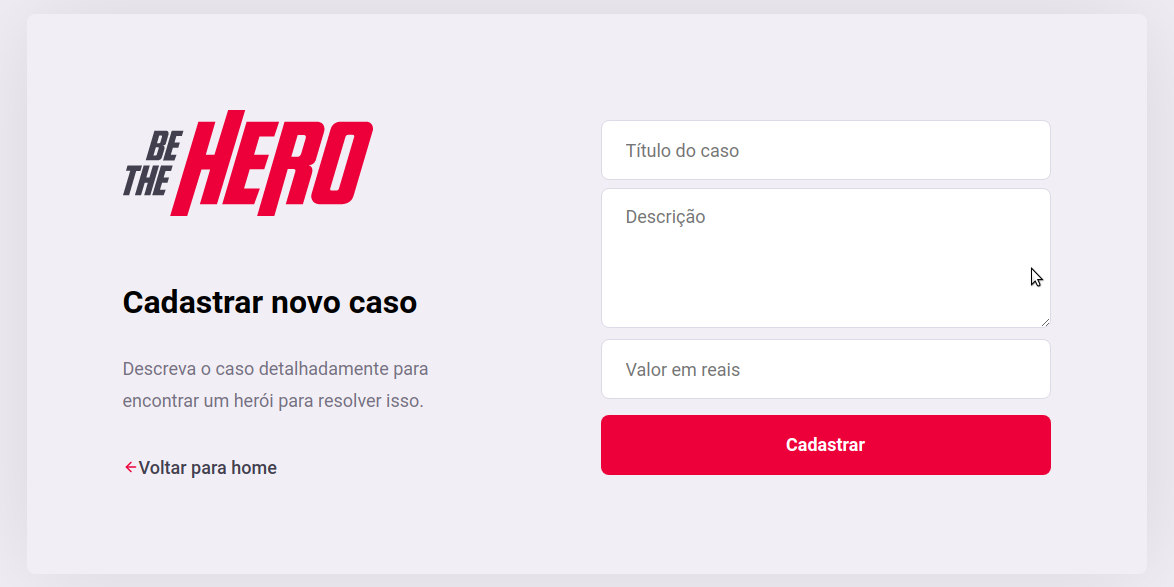 BE
THE HERO
Cadastrar novo caso
Descreva o caso detalhadamente para
encontrar um herói para resolver isso.
Voltar para home
Título do caso
Descrição
Valor em reais
Cadastrar